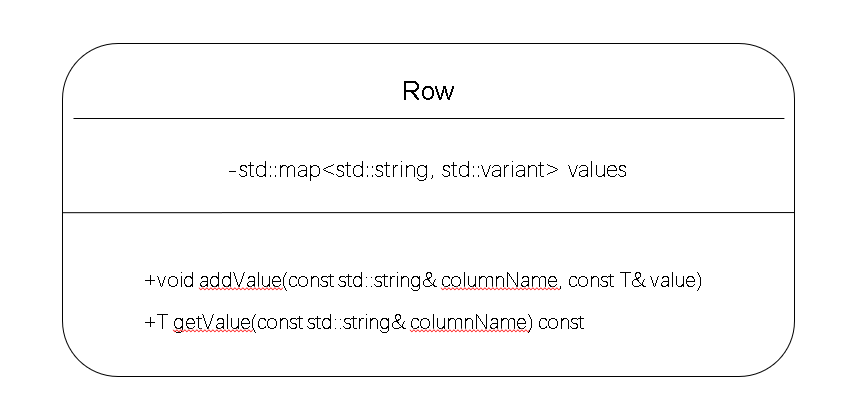 Row
-std::map<std::string, std::variant> values
+void addValue(const std::string& columnName, const T& value)
+T getValue(const std::string& columnName) const